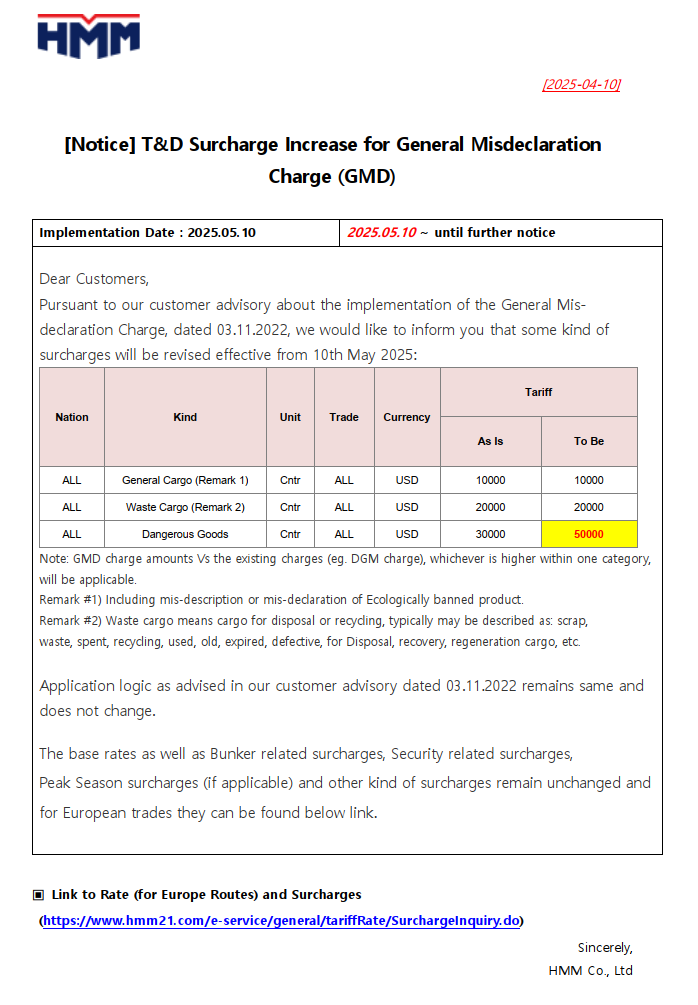 HMM
[2025-04-10]
[Notice] T&D Surcharge Increase for General Misdeclaration
Charge (GMD)
Implementation Date : 2025.05.10 2025.05.10 ~ until further notice
Dear Customers,
Pursuant to our customer advisory about the implementation of the General Mis-
declaration Charge, dated 03.11.2022, we would like to inform you that some kind of
surcharges will be revised effective from 10th May 2025:
Nation Kind Unit Trade Currency Tariff
As Is To Be
ALL General Cargo (Remark 1) Cntr ALL USD 10000 10000
ALL Waste Cargo (Remark 2) Cntr ALL USD 20000 20000
ALL Dangerous Goods Cntr ALL USD 30000 50000
Note: GMD charge amounts Vs the existing charges (eg. DGM charge), whichever is higher within one category,
will be applicable.
Remark #1) Including mis-description or mis-declaration of Ecologically banned product.
Remark #2) Waste cargo means cargo for disposal or recycling, typically may be described as: scrap,
waste, spent, recycling, used, old, expired, defective, for Disposal, recovery, regeneration cargo, etc.
Application logic as advised in our customer advisory dated 03.11.2022 remains same and
does not change.
The base rates as well as Bunker related surcharges, Security related surcharges,
Peak Season surcharges (if applicable) and other kind of surcharges remain unchanged and
for European trades they can be found below link.
▣ Link to Rate (for Europe Routes) and Surcharges
(https://www.hmm21.com/e-service/general/tariffRate/SurchargeInquiry.do)
Sincerely,
HMM Co., Ltd